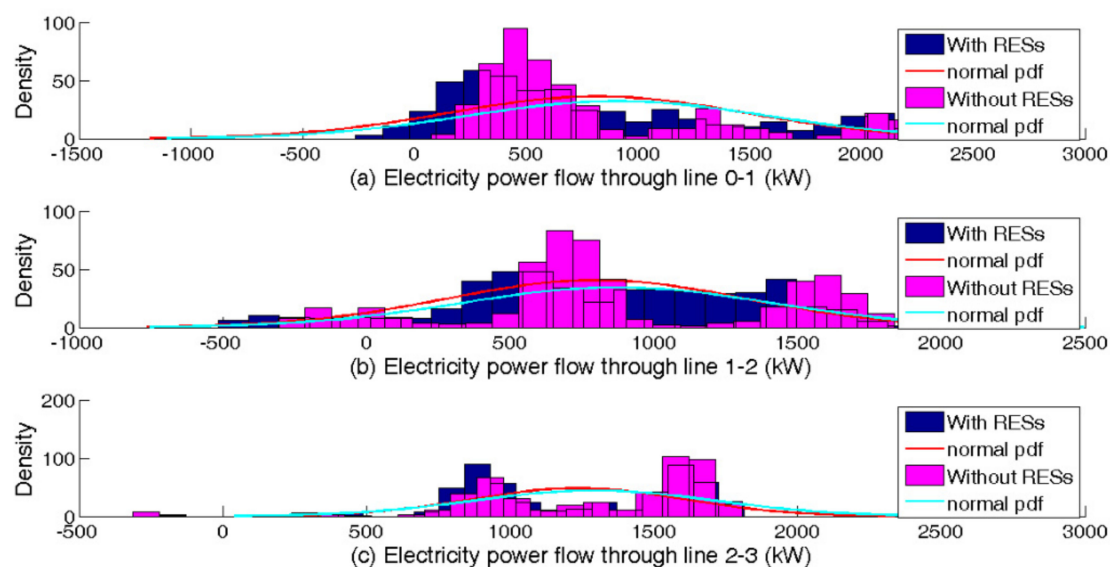 100
50
0
Density
-1500 -1000 -500 0 500 1000 1500 2000 2500 3000
(a) Electricity power flow through line 0-1 (kW)
With RESs
normal pdf
Without RESs
normal pdf
100
50
0
Density
-1000 -500 0 500 1000 1500 2000 2500
(b) Electricity power flow through line 1-2 (kW)
With RESs
normal pdf
Without RESs
normal pdf
200
100
0
Density
-500 0 500 1000 1500 2000 2500 3000
(c) Electricity power flow through line 2-3 (kW)
With RESs
normal pdf
Without RESs
normal pdf